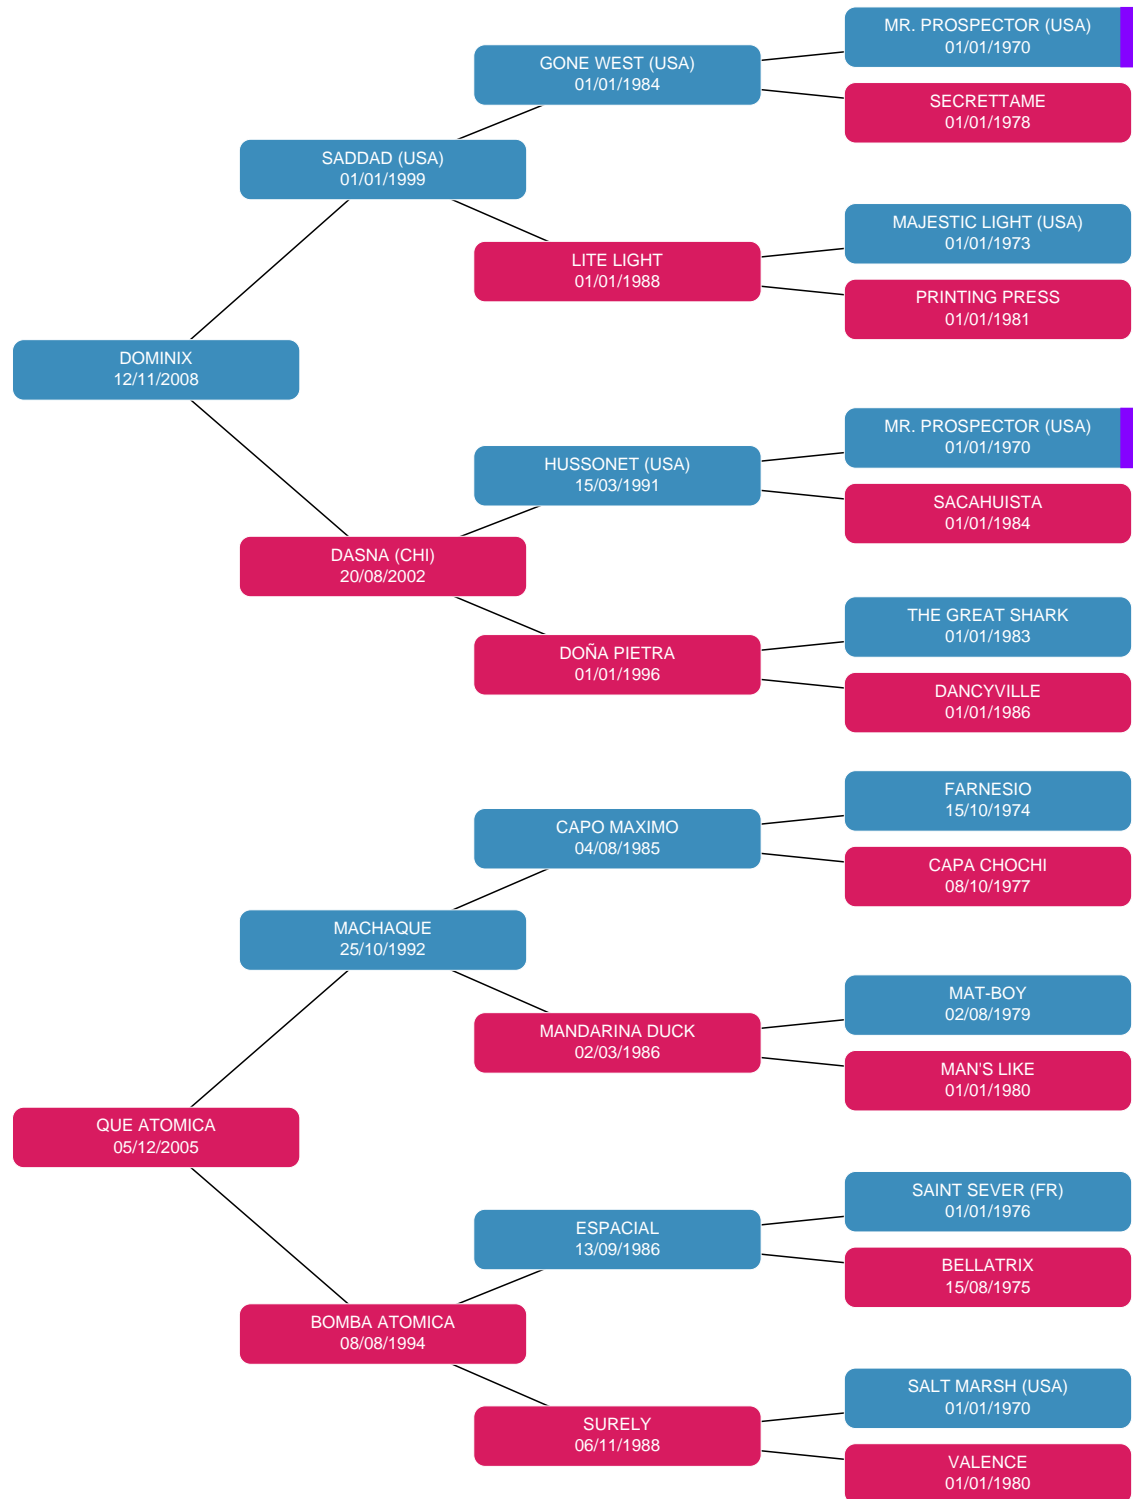 MR. PROSPECTOR (USA)
01/01/1970
GONE WEST (USA)
01/01/1984
SECRETTAME
01/01/1978
SADDAD (USA)
01/01/1999
MAJESTIC LIGHT (USA)
01/01/1973
LITE LIGHT
01/01/1988
PRINTING PRESS
01/01/1981
DOMINIX
12/11/2008
MR. PROSPECTOR (USA)
01/01/1970
HUSSONET (USA)
15/03/1991
SACAHUISTA
01/01/1984
DASNA (CHI)
20/08/2002
THE GREAT SHARK
01/01/1983
DOÑA PIETRA
01/01/1996
DANCYVILLE
01/01/1986
FARNESIO
15/10/1974
CAPO MAXIMO
04/08/1985
CAPA CHOCHI
08/10/1977
MACHAQUE
25/10/1992
MAT-BOY
02/08/1979
MANDARINA DUCK
02/03/1986
MAN'S LIKE
01/01/1980
QUE ATOMICA
05/12/2005
SAINT SEVER (FR)
01/01/1976
ESPACIAL
13/09/1986
BELLATRIX
15/08/1975
BOMBA ATOMICA
08/08/1994
SALT MARSH (USA)
01/01/1970
SURELY
06/11/1988
VALENCE
01/01/1980